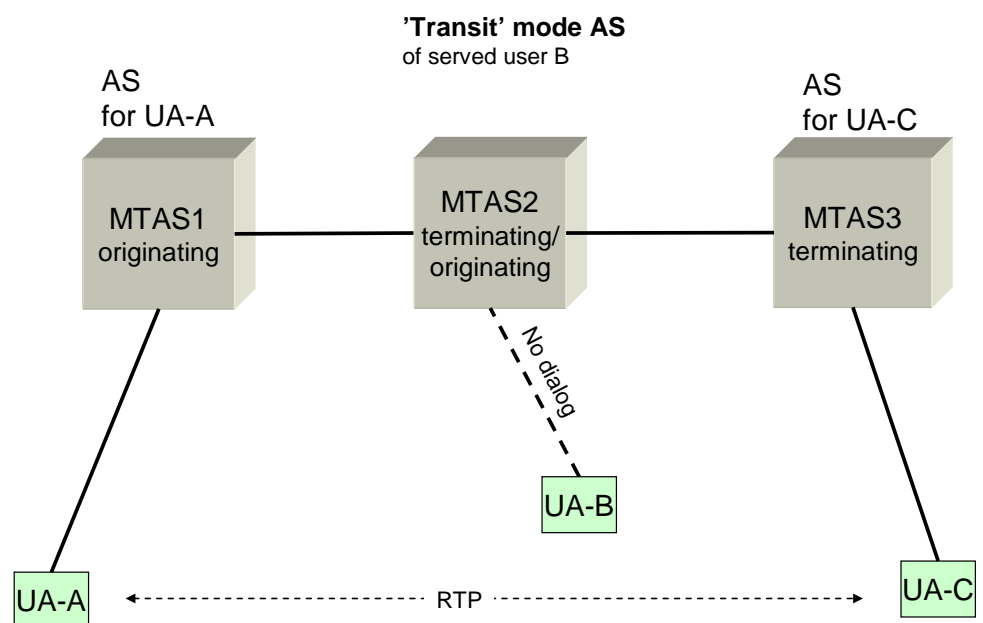 ’Transit’ mode AS
of served user B
AS
for UA-A
AS
for UA-C
MTAS1
originating
MTAS2
terminating/
originating
MTAS3
terminating
No dialog
UA-B
UA-A
RTP
UA-C